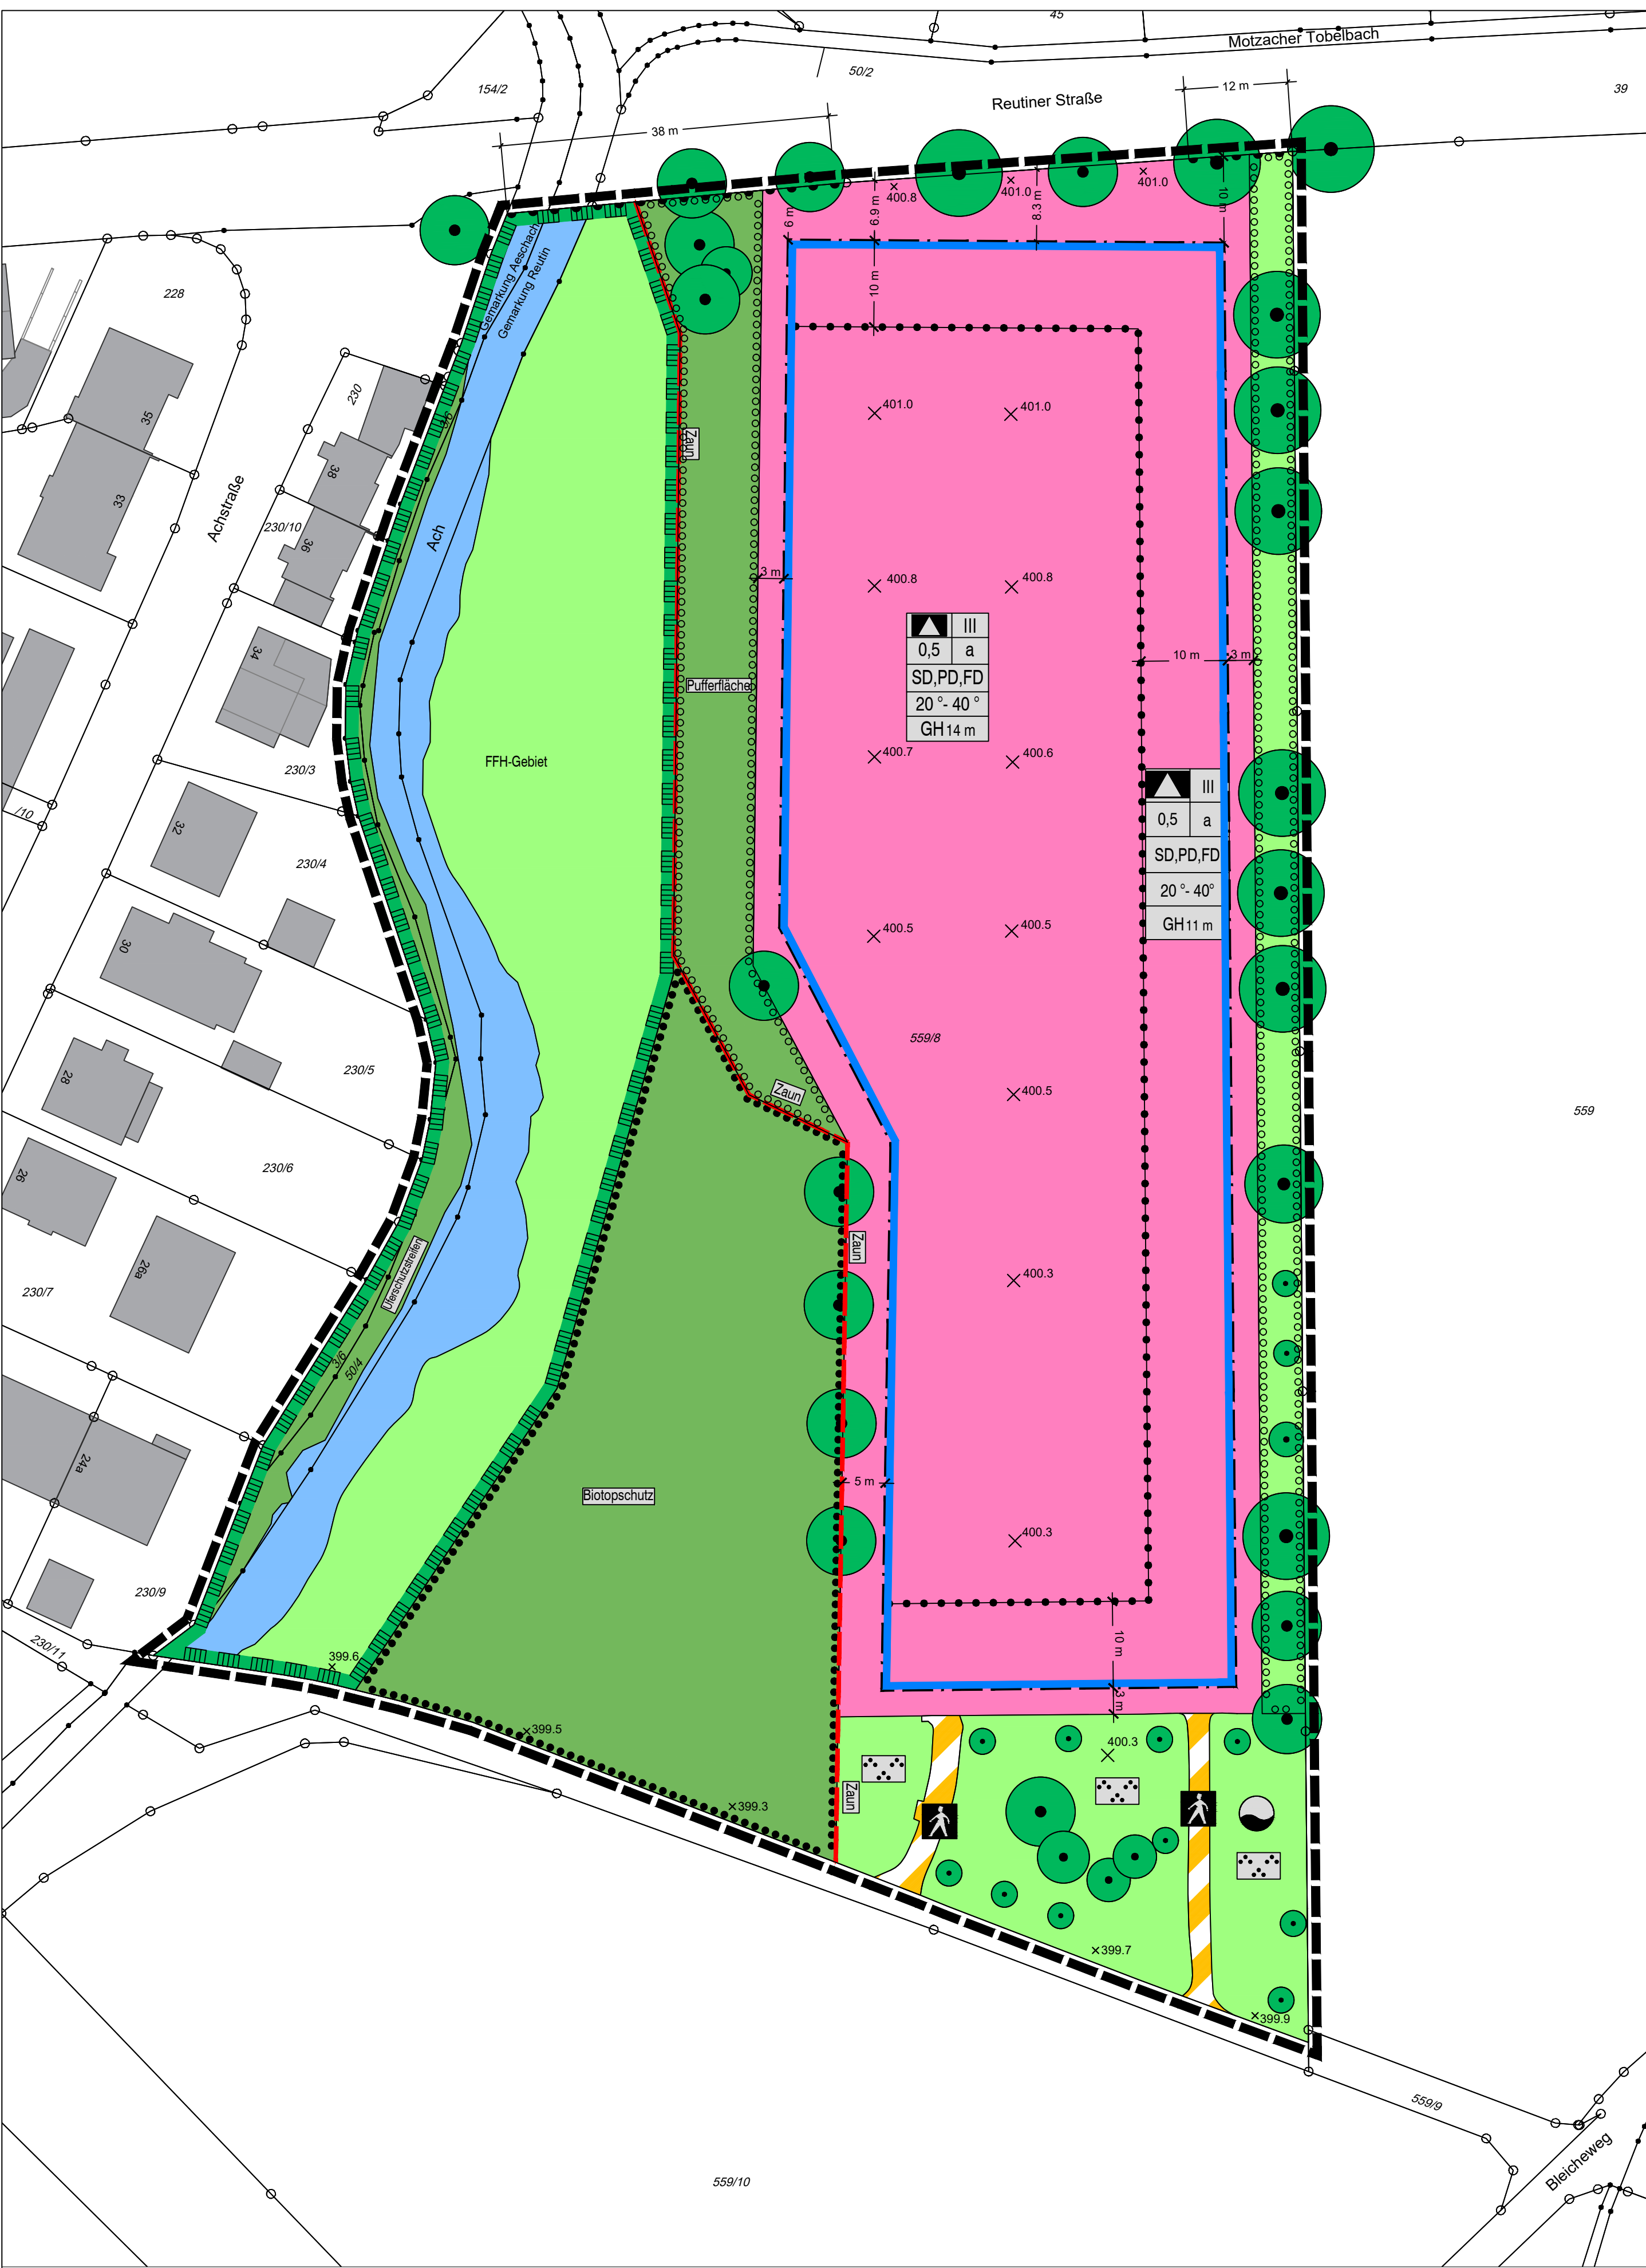 45
Motzacher Tobelbach
50/2
154/2
39
Reutiner Straße
12 m
38 m
400.8
401.0
401.0
6 m
6.9 m
8.3 m
10 m
Gemarkung Aeschach
Gemarkung Reutin
228
10 m
230
3/6
35
401.0
401.0
Zaun
38
33
Achstraße
230/10
36
Ach
3 m
400.8
400.8
III
0,5
a
SD,PD,FD
20 °- 40 °
GH 14 m
34
10 m
3 m
Pufferfläche
230/3
FFH-Gebiet
400.7
400.6
III
0,5
a
SD,PD,FD
20 °- 40°
GH 11 m
/10
32
230/4
400.5
400.5
30
559/8
28
230/5
Zaun
400.5
559
26
230/6
Zaun
26a
Uferschutzstreifen
400.3
230/7
3/6
50/4
24a
5 m
Biotopschutz
400.3
230/9
230/11
399.6
10 m
3 m
399.5
400.3
Zaun
399.3
399.7
399.9
559/9
Bleicheweg
559/10